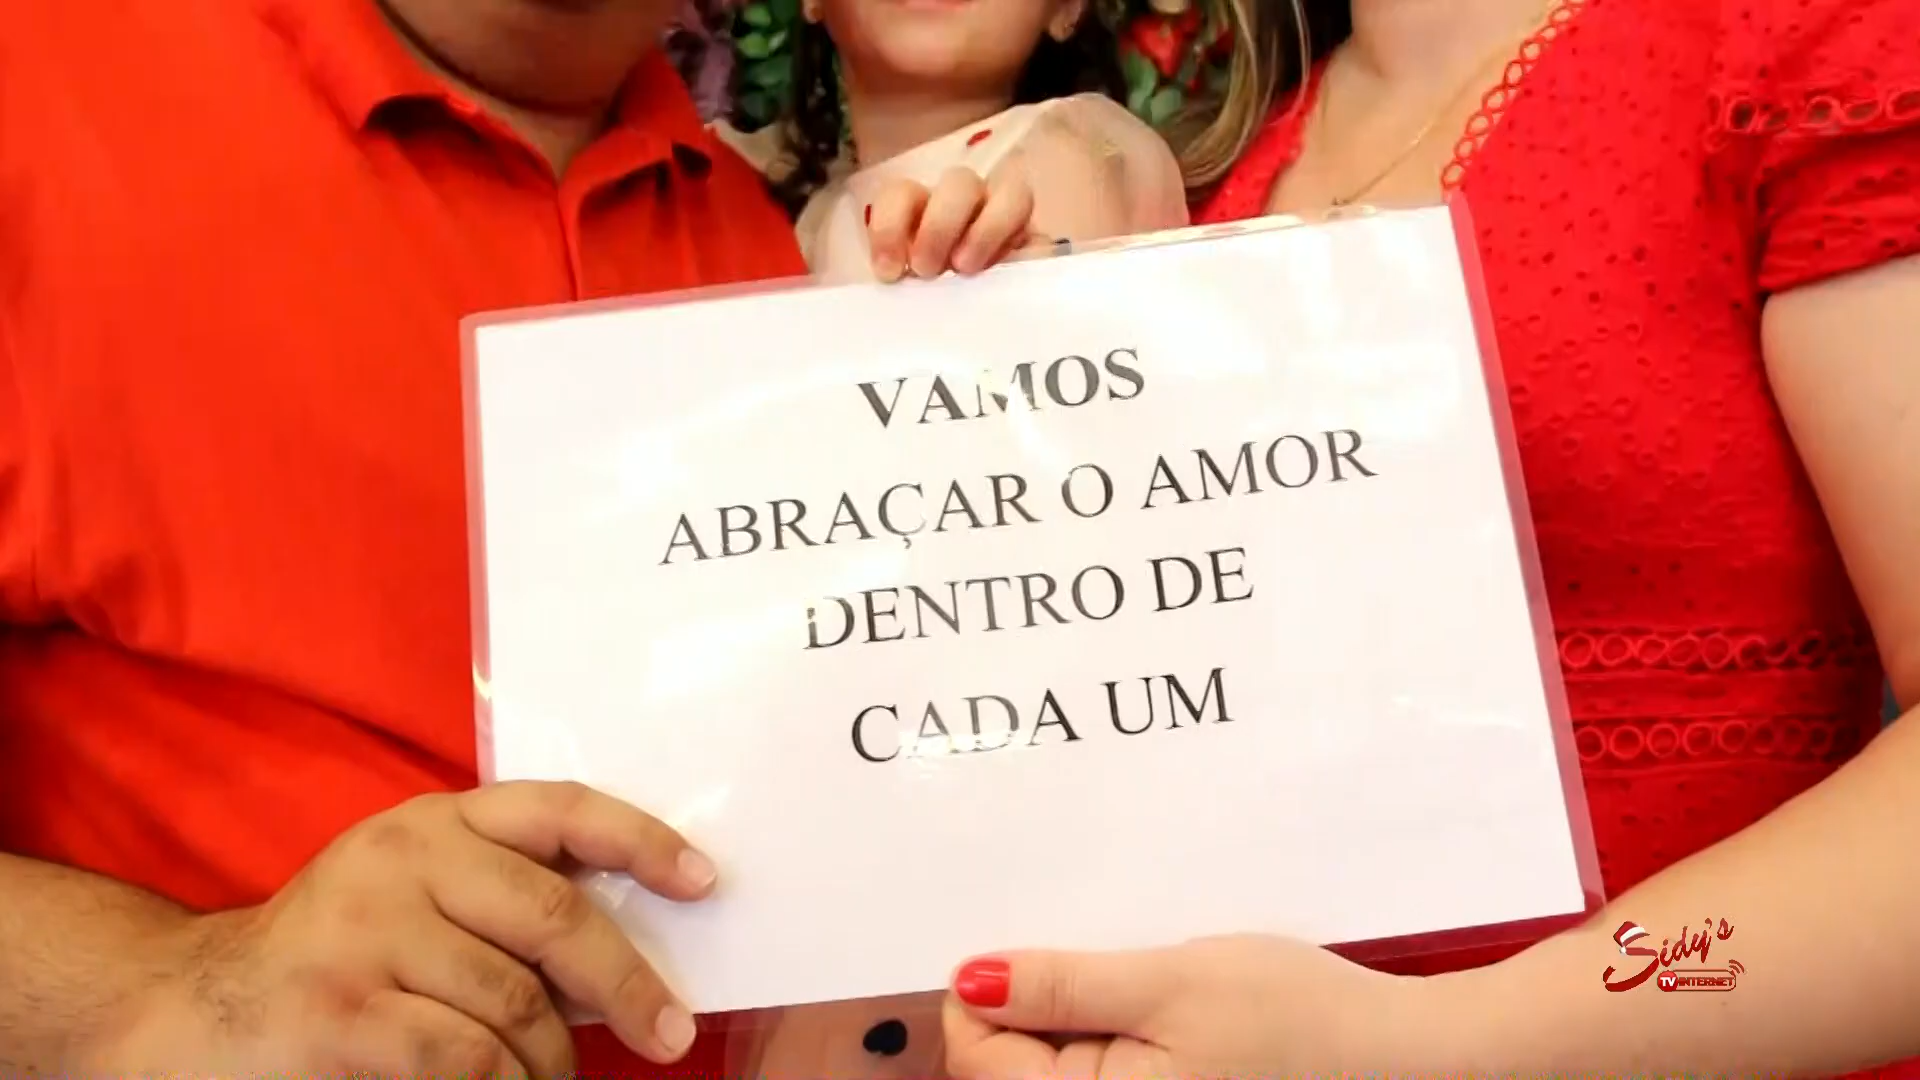 VAMOS
ABRAÇAR O AMOR
DENTRO DE
CADA UM
Sidy's
TV INTERNET